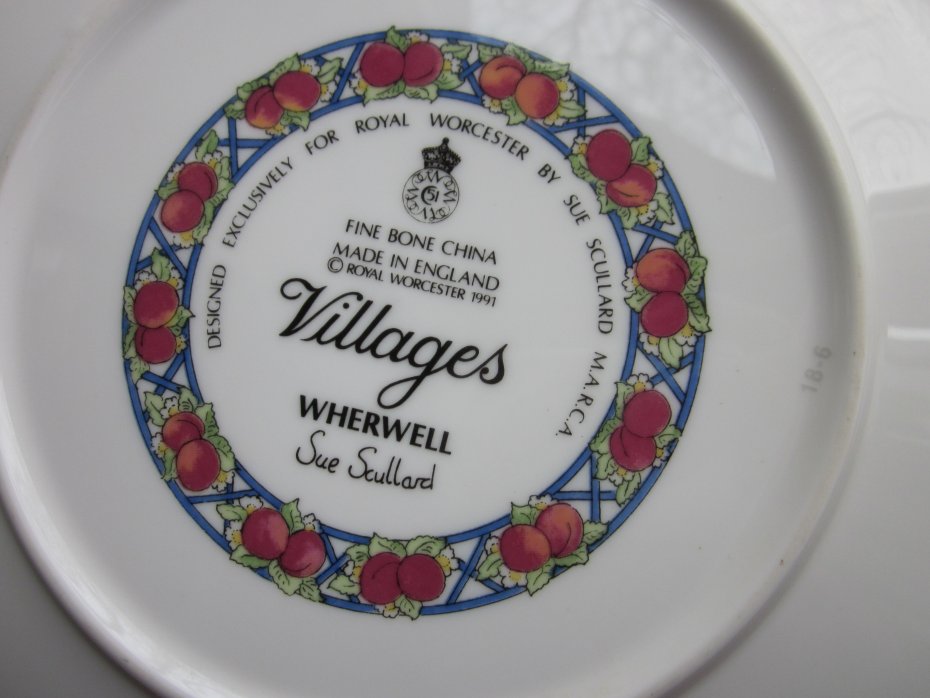 DESIGNED EXCLUSIVELY FOR ROYAL WORCESTER BY SUE SCULLARD M.A.R.C.A.
51
FINE BONE CHINA
MADE IN ENGLAND
© ROYAL WORCESTER 1991
Villages
WHERWELL
Sue Scullard
18.6